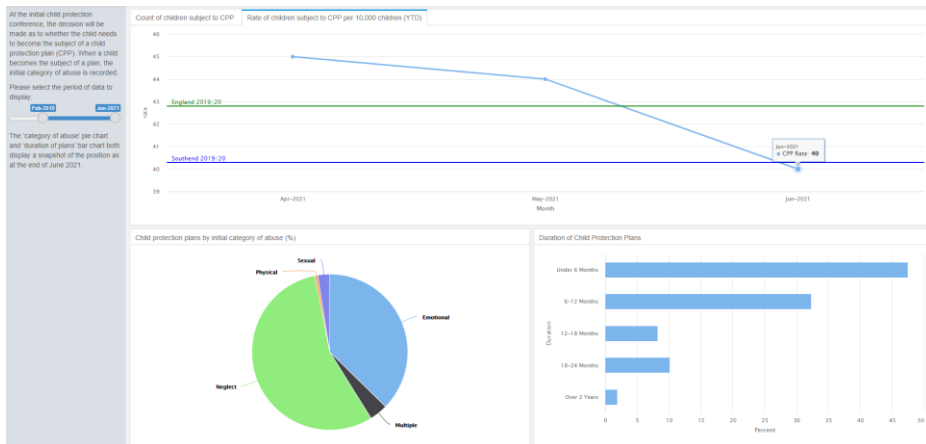 At the initial child protection
conference, the decision will be
made as to whether the child needs
to become the subject of a child
protection plan (CPP). When a child
becomes the subject of a plan, the
initial category of abuse is recorded.
Please select the period of data to
display:
Feb-2019
Jun-2021
The 'category of abuse' pie chart
and 'duration of plans' bar chart both
display a snapshot of the position as
at the end of June 2021.
Count of children subject to CPP
Rate of children subject to CPP per 10,000 children (YTD)
46
45
44
43
42
41
40
39
rate
England 2019/20
Southend 2019/20
Jun-2021
CPP Rate: 40
Apr-2021
May-2021
Jun-2021
Month
Child protection plans by initial category of abuse (%)
Sexual
Physical
Emotional
Neglect
Multiple
Duration of Child Protection Plans
Duration
Under 6 Months
6-12 Months
12-18 Months
18-24 Months
Over 2 Years
0
5
10
15
20
25
30
35
40
45
50
Percent